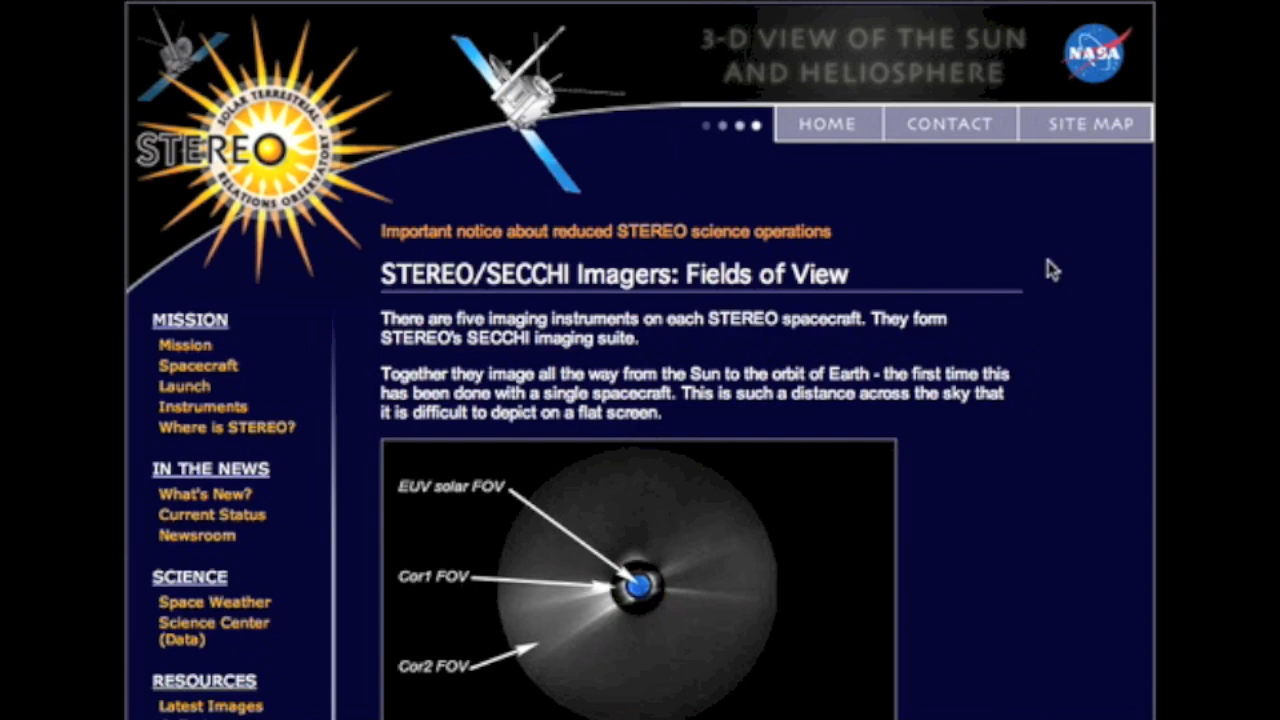 3-D VIEW OF THE SUN
AND HELIOSPHERE
NASA
SOLAR TERRESTRIAL
STEREO
RELATIONS OBSERVATORY
HOME
CONTACT
SITE MAP
Important notice about reduced STEREO science operations
STEREO/SECCHI Imagers: Fields of View
There are five imaging instruments on each STEREO spacecraft. They form
STEREO's SECCHI imaging suite.
Together they image all the way from the Sun to the orbit of Earth - the first time this
has been done with a single spacecraft. This is such a distance across the sky that
it is difficult to depict on a flat screen.
EUV solar FOV
Cor1 FOV
Cor2 FOV
MISSION
Mission
Spacecraft
Launch
Instruments
Where is STEREO?
IN THE NEWS
What's New?
Current Status
Newsroom
SCIENCE
Space Weather
Science Center
(Data)
RESOURCES
Latest Images